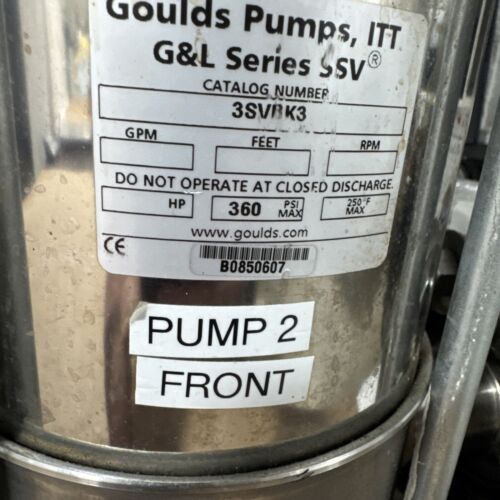 Goulds Pumps, ITT
G&L Series SSV®
CATALOG NUMBER
3SVBK3
GPM
FEET
RPM
DO NOT OPERATE AT CLOSED DISCHARGE.
HP
360 PSI MAX
250°F MAX
www.goulds.com
CE
B0850607
PUMP 2
FRONT